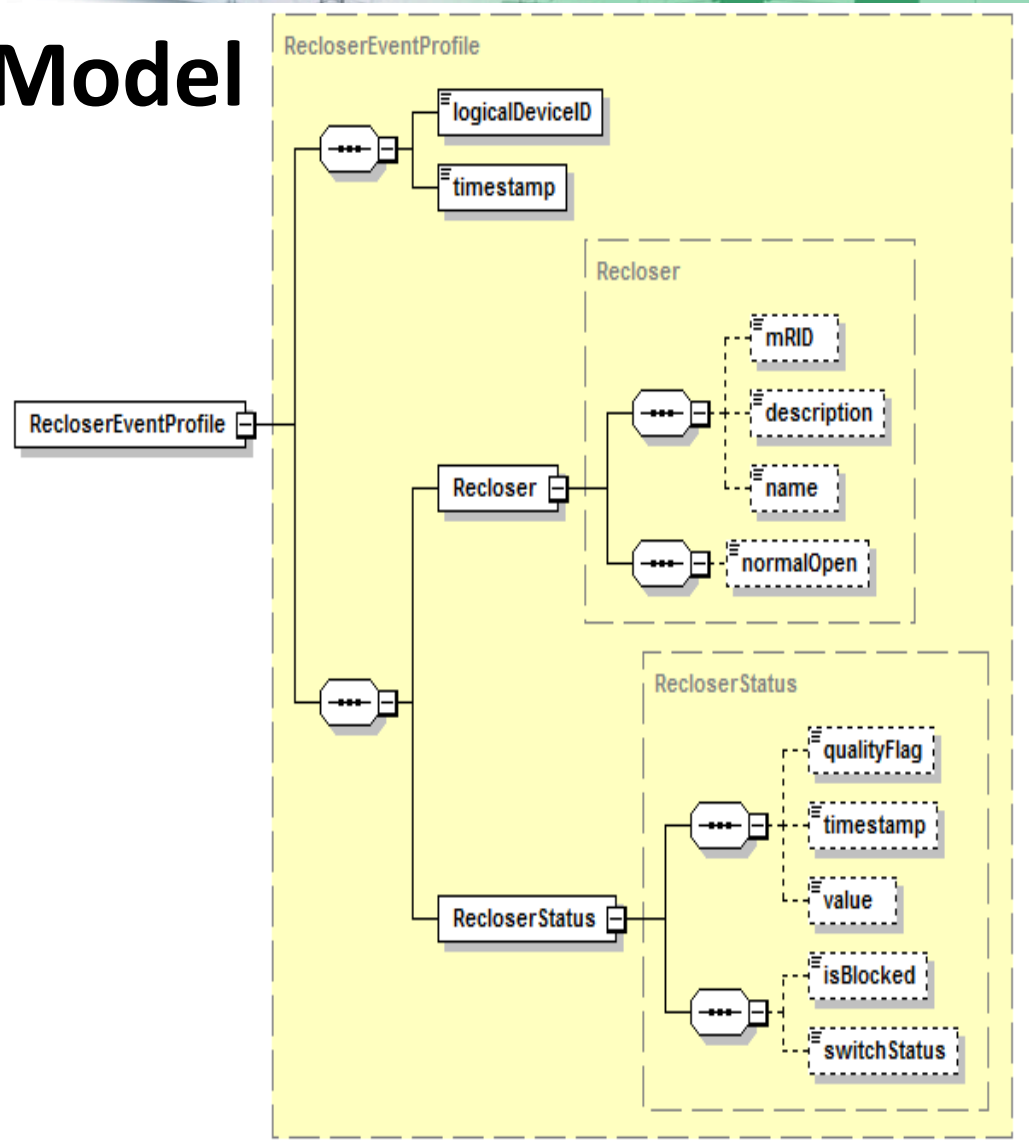 Model
RecloserEventProfile
logicalDeviceID
timestamp
Recloser
mRID
description
RecloserEventProfile
name
Recloser
normalOpen
RecloserStatus
qualityFlag
timestamp
value
RecloserStatus
isBlocked
switchStatus